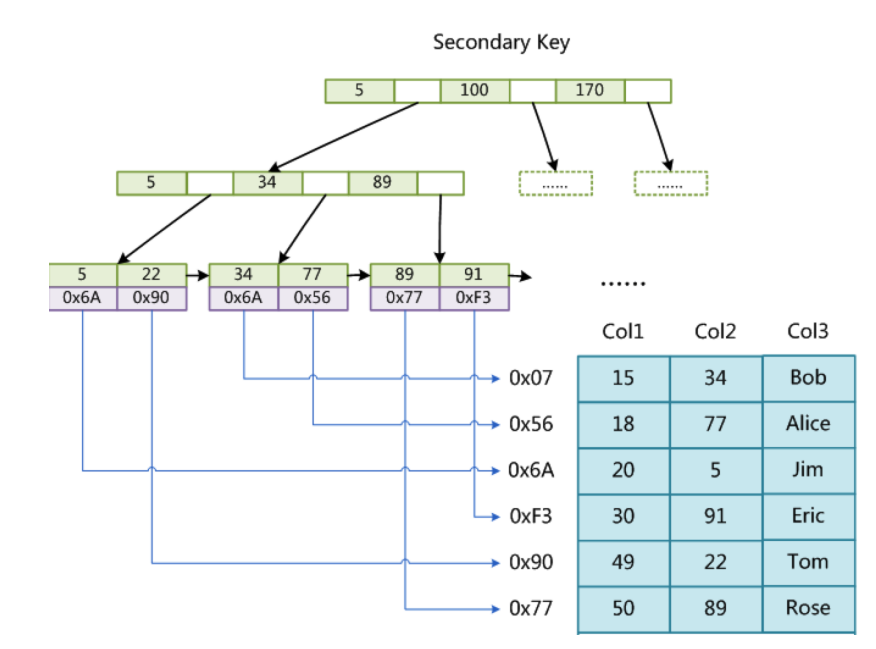 Secondary Key
5 100 170
5 34 89
...... ......
5 22 34 77 89 91
0x6A 0x90 0x6A 0x56 0x77 0xF3
......
Col1 Col2 Col3
0x07 15 34 Bob
0x56 18 77 Alice
0x6A 20 5 Jim
0xF3 30 91 Eric
0x90 49 22 Tom
0x77 50 89 Rose